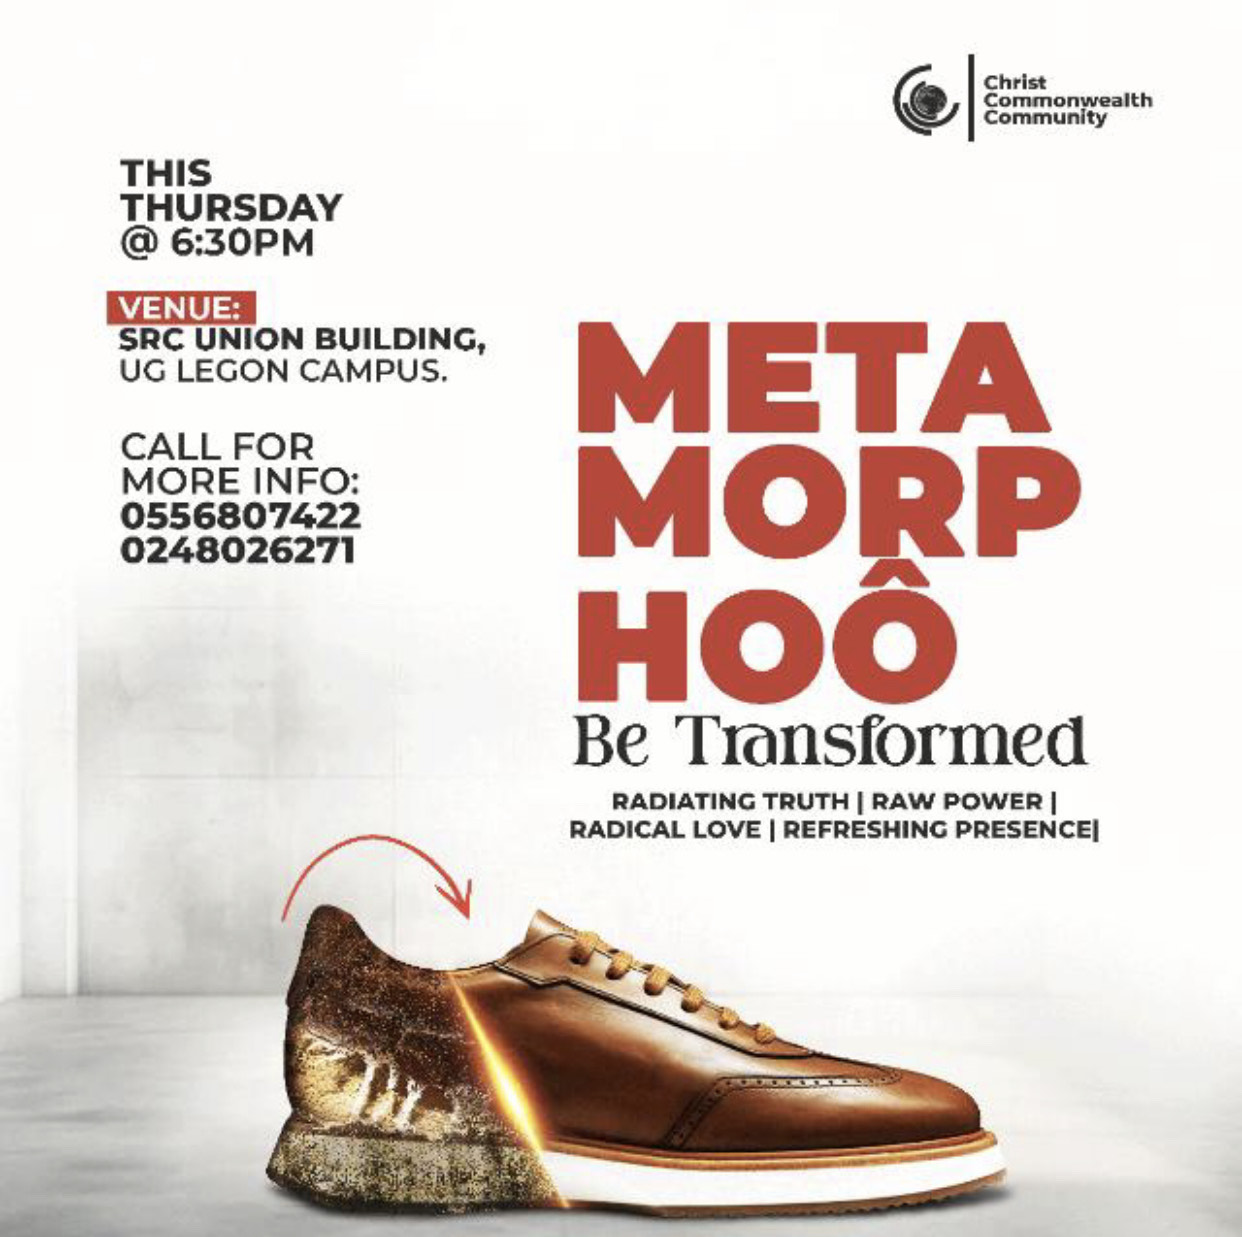 Christ
Commonwealth
Community
THIS
THURSDAY
@ 6:30PM
VENUE:
SRC UNION BUILDING,
UG LEGON CAMPUS.
CALL FOR
MORE INFO:
0556807422
0248026271
META
MORP
HOÔ
Be Transformed
RADIATING TRUTH | RAW POWER |
RADICAL LOVE | REFRESHING PRESENCE|